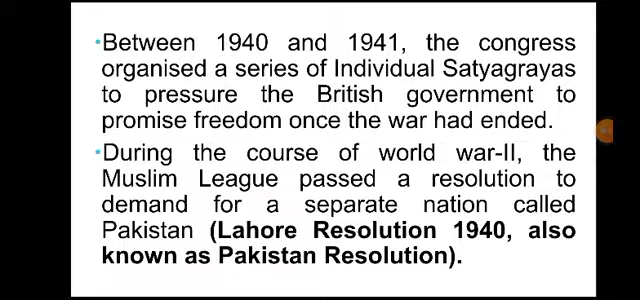 •Between 1940 and 1941, the congress
organised a series of Individual Satyagrayas
to pressure the British government to
promise freedom once the war had ended.
•During the course of world war-II, the
Muslim League passed a resolution to
demand for a separate nation called
Pakistan (Lahore Resolution 1940, also
known as Pakistan Resolution).